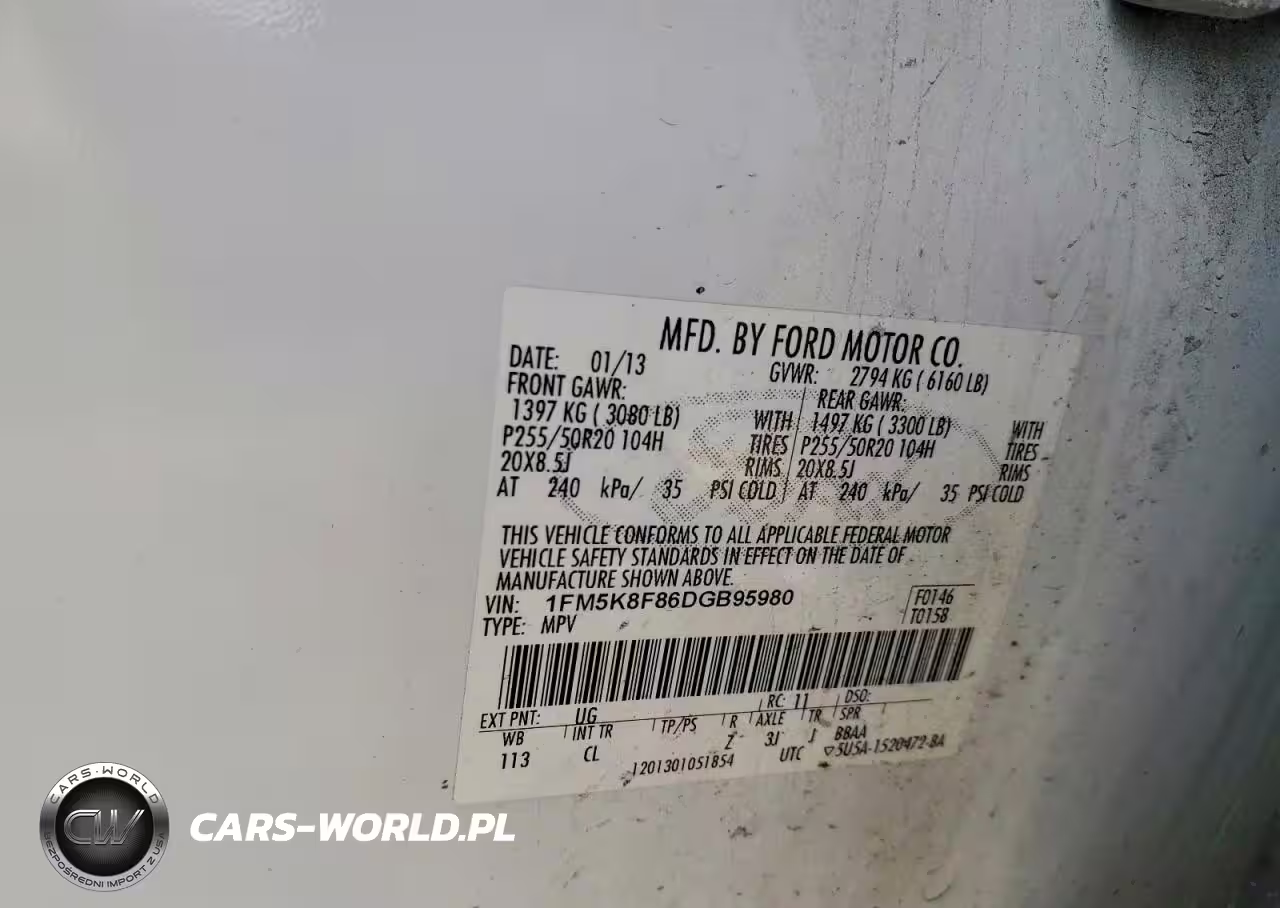 MFD. BY FORD MOTOR CO.
DATE: 01/13 GVWR: 2794 KG ( 6160 LB)
FRONT GAWR: REAR GAWR:
1397 KG ( 3080 LB) WITH 1497 KG ( 3300 LB) WITH
P255/50R20 104H TIRES P255/50R20 104H TIRES
20X8.5J RIMS 20X8.5J RIMS
AT 240 kPa/ 35 PSI COLD AT 240 kPa/ 35 PSI COLD
THIS VEHICLE CONFORMS TO ALL APPLICABLE FEDERAL MOTOR
VEHICLE SAFETY STANDARDS IN EFFECT ON THE DATE OF
MANUFACTURE SHOWN ABOVE.
VIN: 1FM5K8F86DGB95980 F0146
TYPE: MPV T0158
RC: 11 DSO:
EXT PNT: UG
WB INT TR TP/PS R AXLE TR SPR
113 CL Z 3J J BBAA
1201301051854 UTC ▽5U5A-1520472-BA
CARS-WORLD
CW
BEZPOŚREDNI IMPORT Z USA
CARS-WORLD.PL